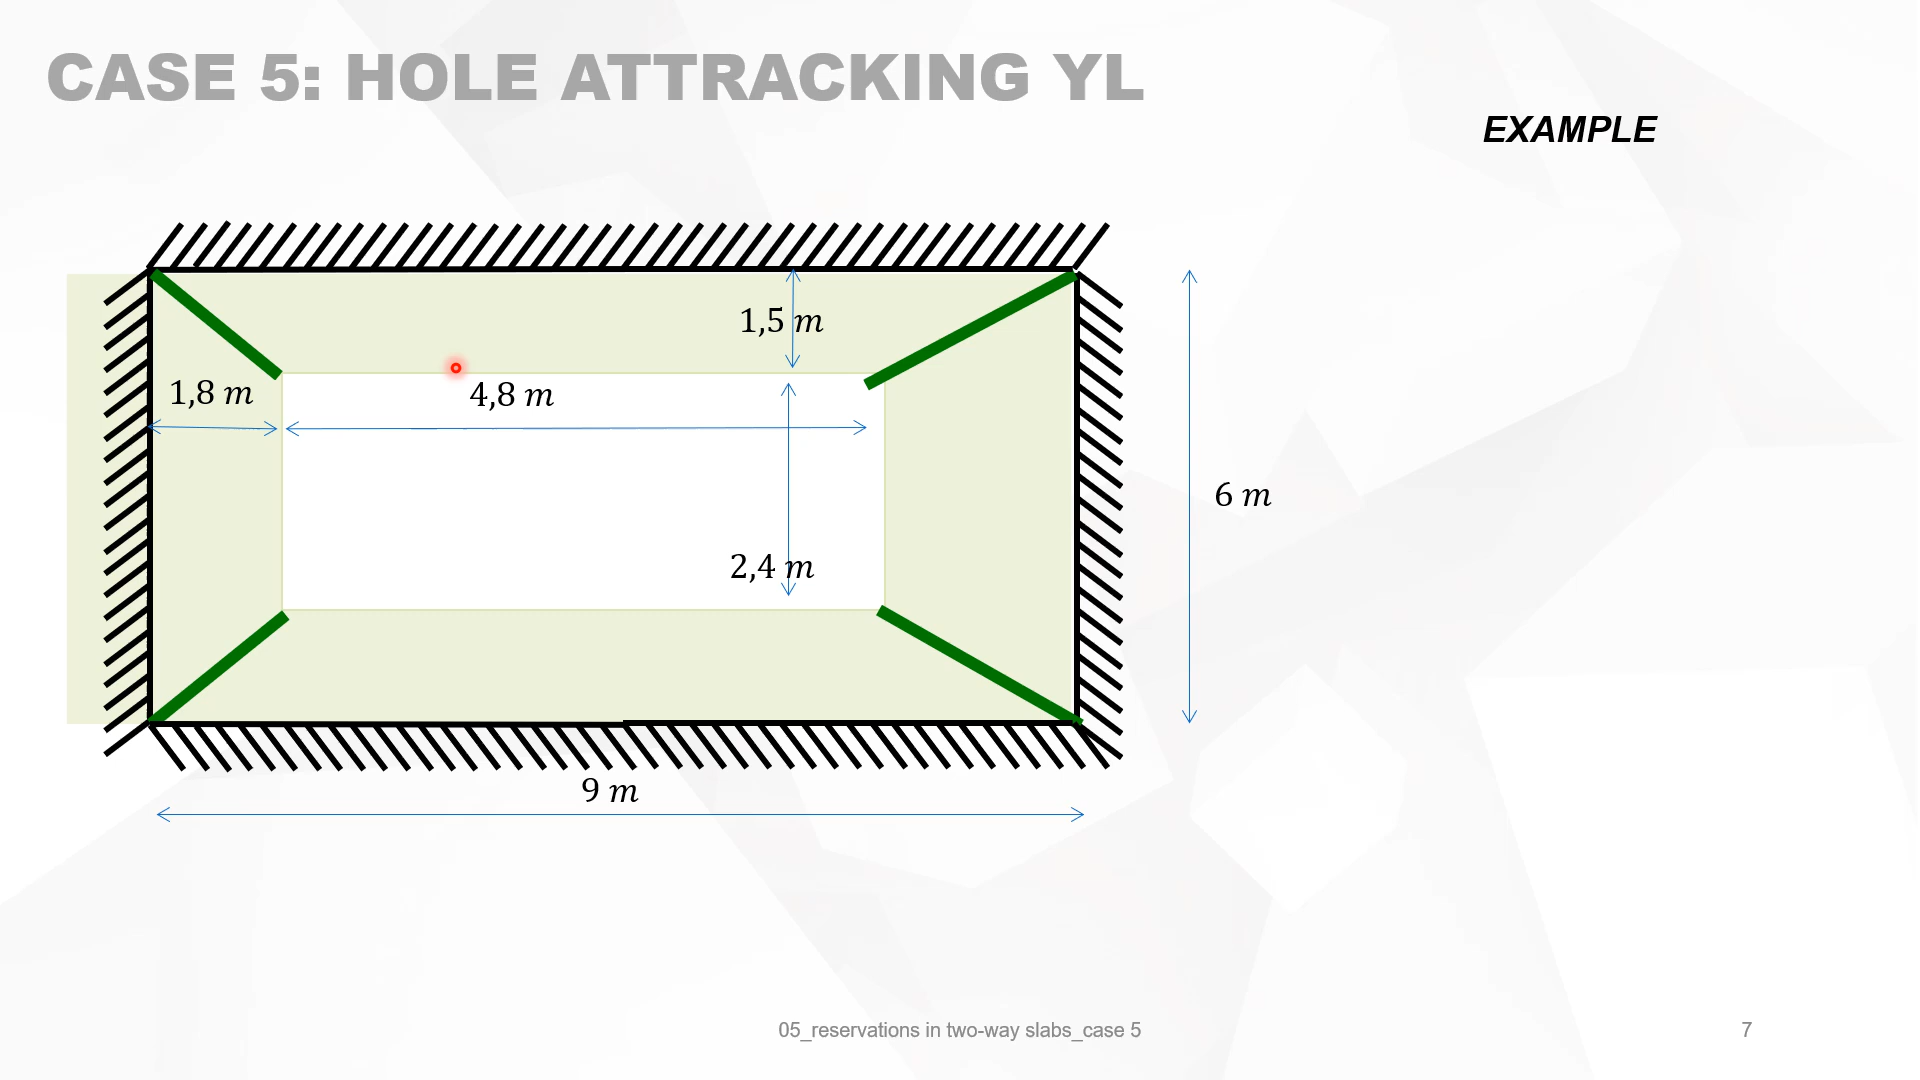 CASE 5: HOLE ATTRACKING YL
EXAMPLE
1,5 m
1,8 m
4,8 m
6 m
2,4 m
9 m
05_reservations in two-way slabs_case 5
7